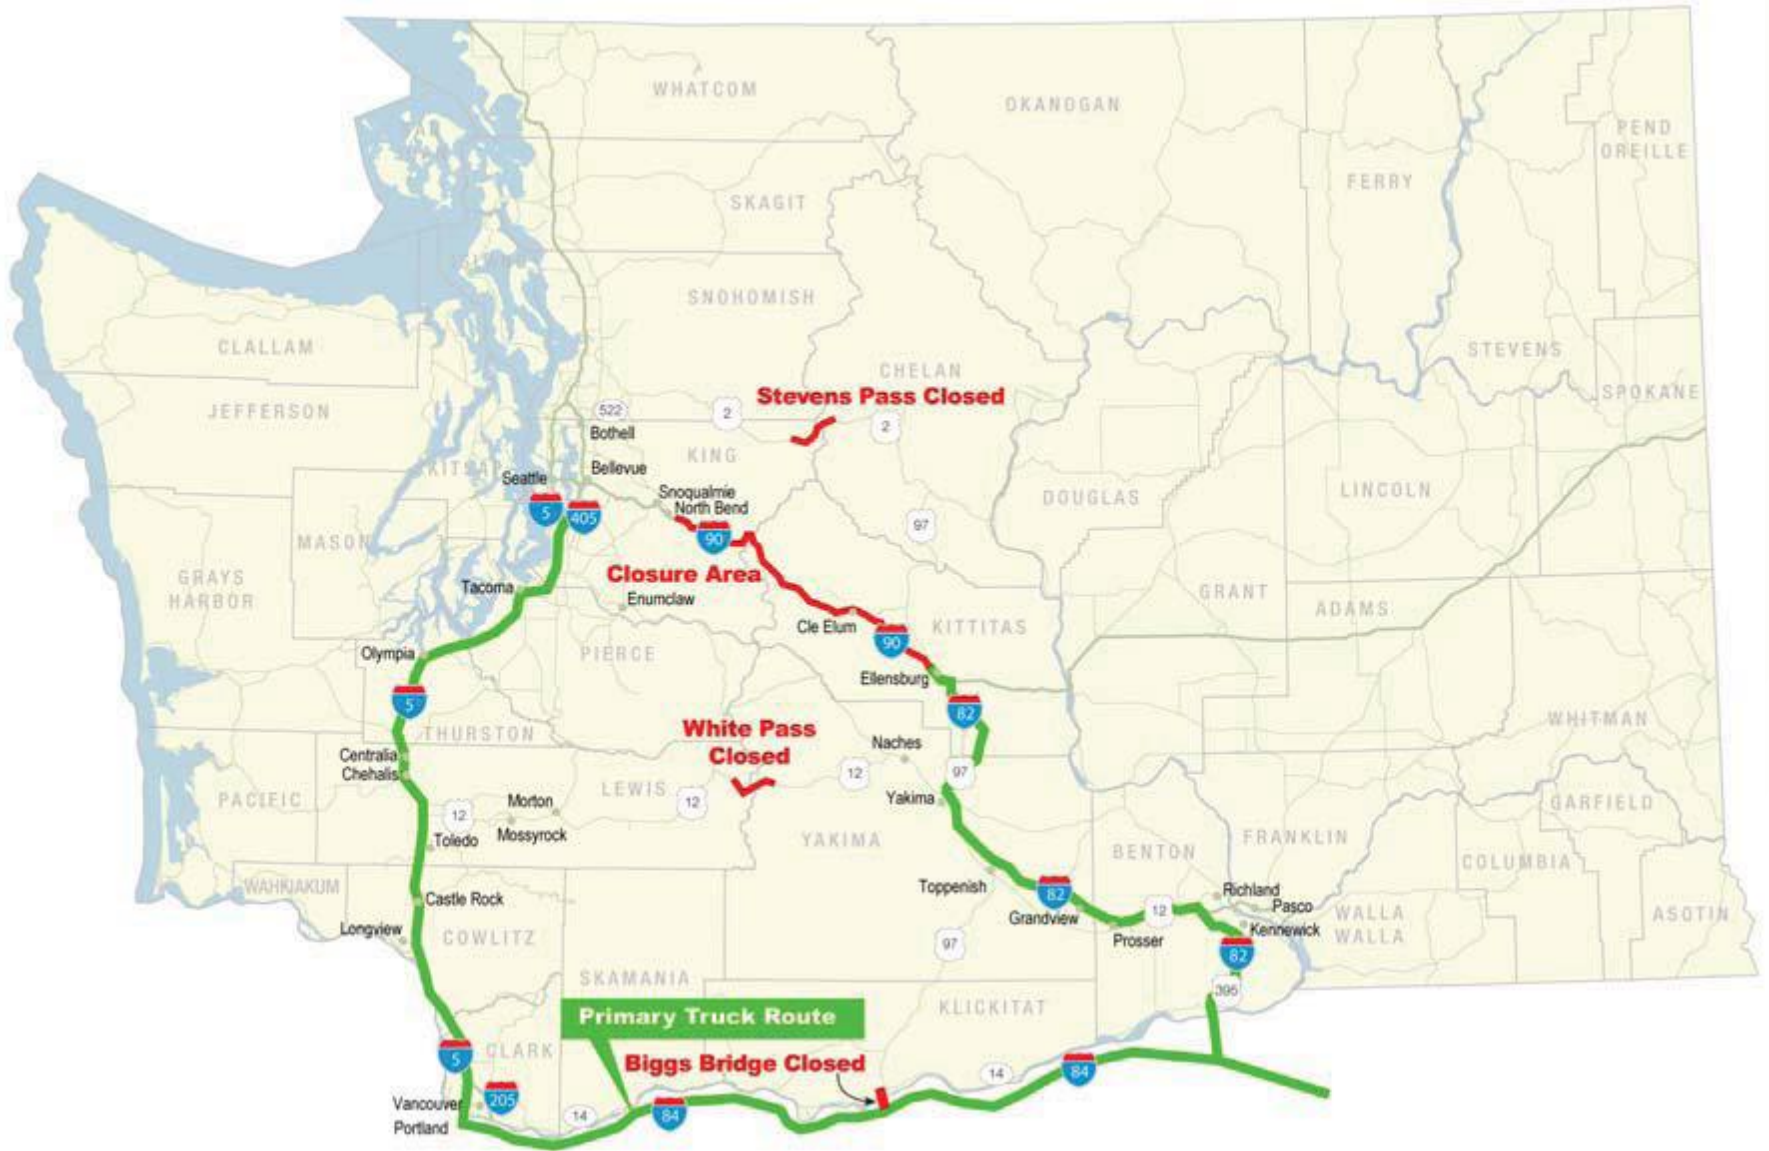 WHATCOM
OKANOGAN
PEND
OREILLE
FERRY
SKAGIT
SNOHOMISH
CLALLAM
STEVENS
CHELAN
SPOKANE
Stevens Pass Closed
JEFFERSON
522
2
2
Bothell
KING
KITSAP
Seattle
Bellevue
Snoqualmie
North Bend
DOUGLAS
LINCOLN
5
405
90
97
MASON
GRAYS
HARBOR
Closure Area
Tacoma
Enumclaw
GRANT
ADAMS
Cle Elum
90
KITTITAS
Olympia
PIERCE
Ellensburg
5
82
THURSTON
White Pass
Closed
Naches
WHITMAN
Centralia
Chehalis
12
97
PACIFIC
LEWIS
12
Yakima
GARFIELD
12
Morton
Mossyrock
Toledo
YAKIMA
BENTON
FRANKLIN
COLUMBIA
WAHKIAKUM
Castle Rock
Toppenish
82
Richland
Pasco
12
Grandview
Prosser
Kennewick
WALLA
WALLA
ASOTIN
Longview
COWLITZ
97
82
SKAMANIA
395
KLICKITAT
Primary Truck Route
5
CLARK
Biggs Bridge Closed
14
84
205
Vancouver
Portland
14
84